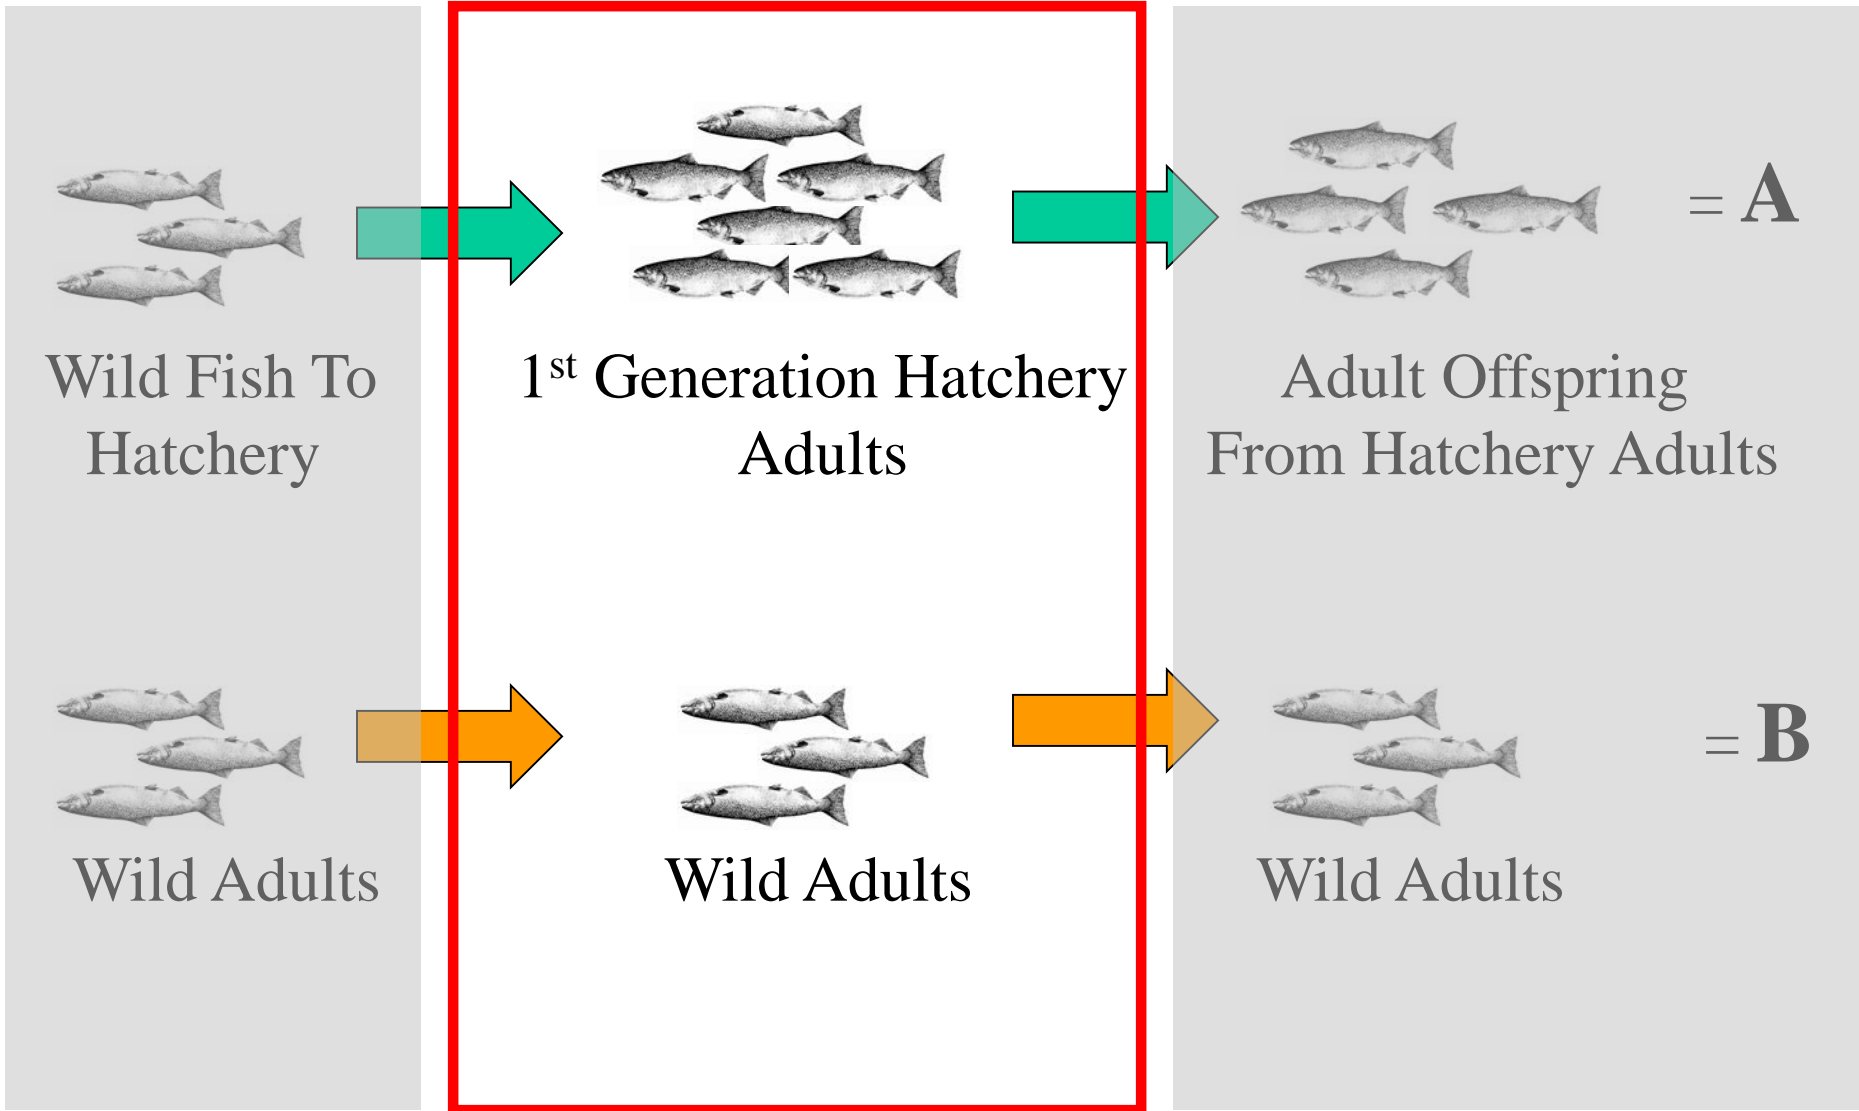 = A
Wild Fish To
Hatchery
1st Generation Hatchery
Adults
Adult Offspring
From Hatchery Adults
= B
Wild Adults
Wild Adults
Wild Adults